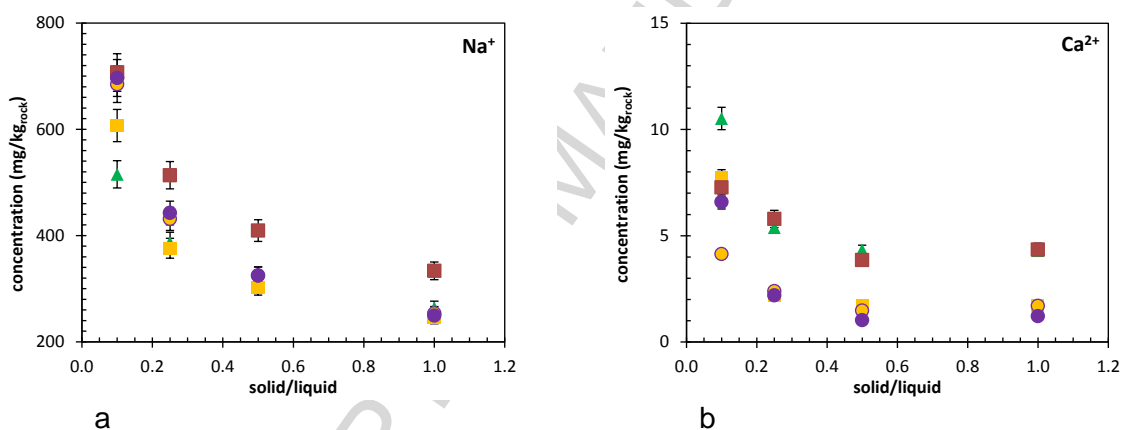 800
600
400
200
0.0 0.2 0.4 0.6 0.8 1.0 1.2
solid/liquid
concentration (mg/kgrock)
Na⁺
a
15
10
5
0
0.0 0.2 0.4 0.6 0.8 1.0 1.2
solid/liquid
concentration (mg/kgrock)
Ca²⁺
b